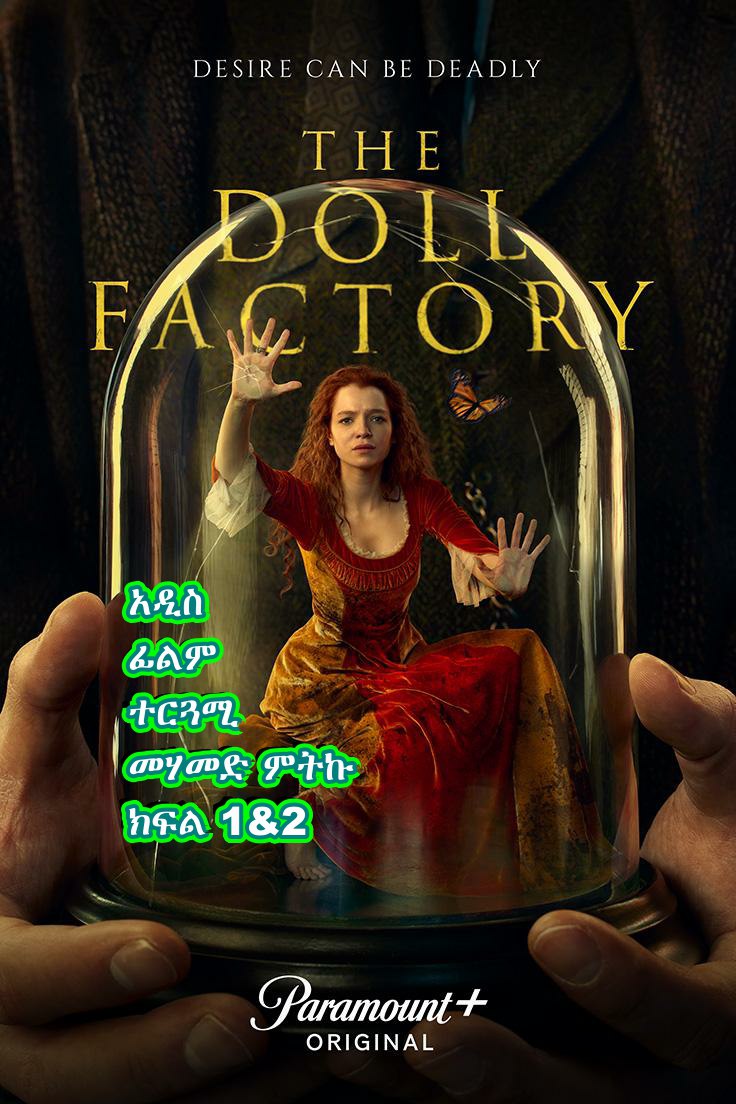 DESIRE CAN BE DEADLY
THE
DOLL
FACTORY
አዲስ
ፊልም
ተርጓሚ
መሃመድ ምትኩ
ክፍል 1&2
Paramount+
ORIGINAL